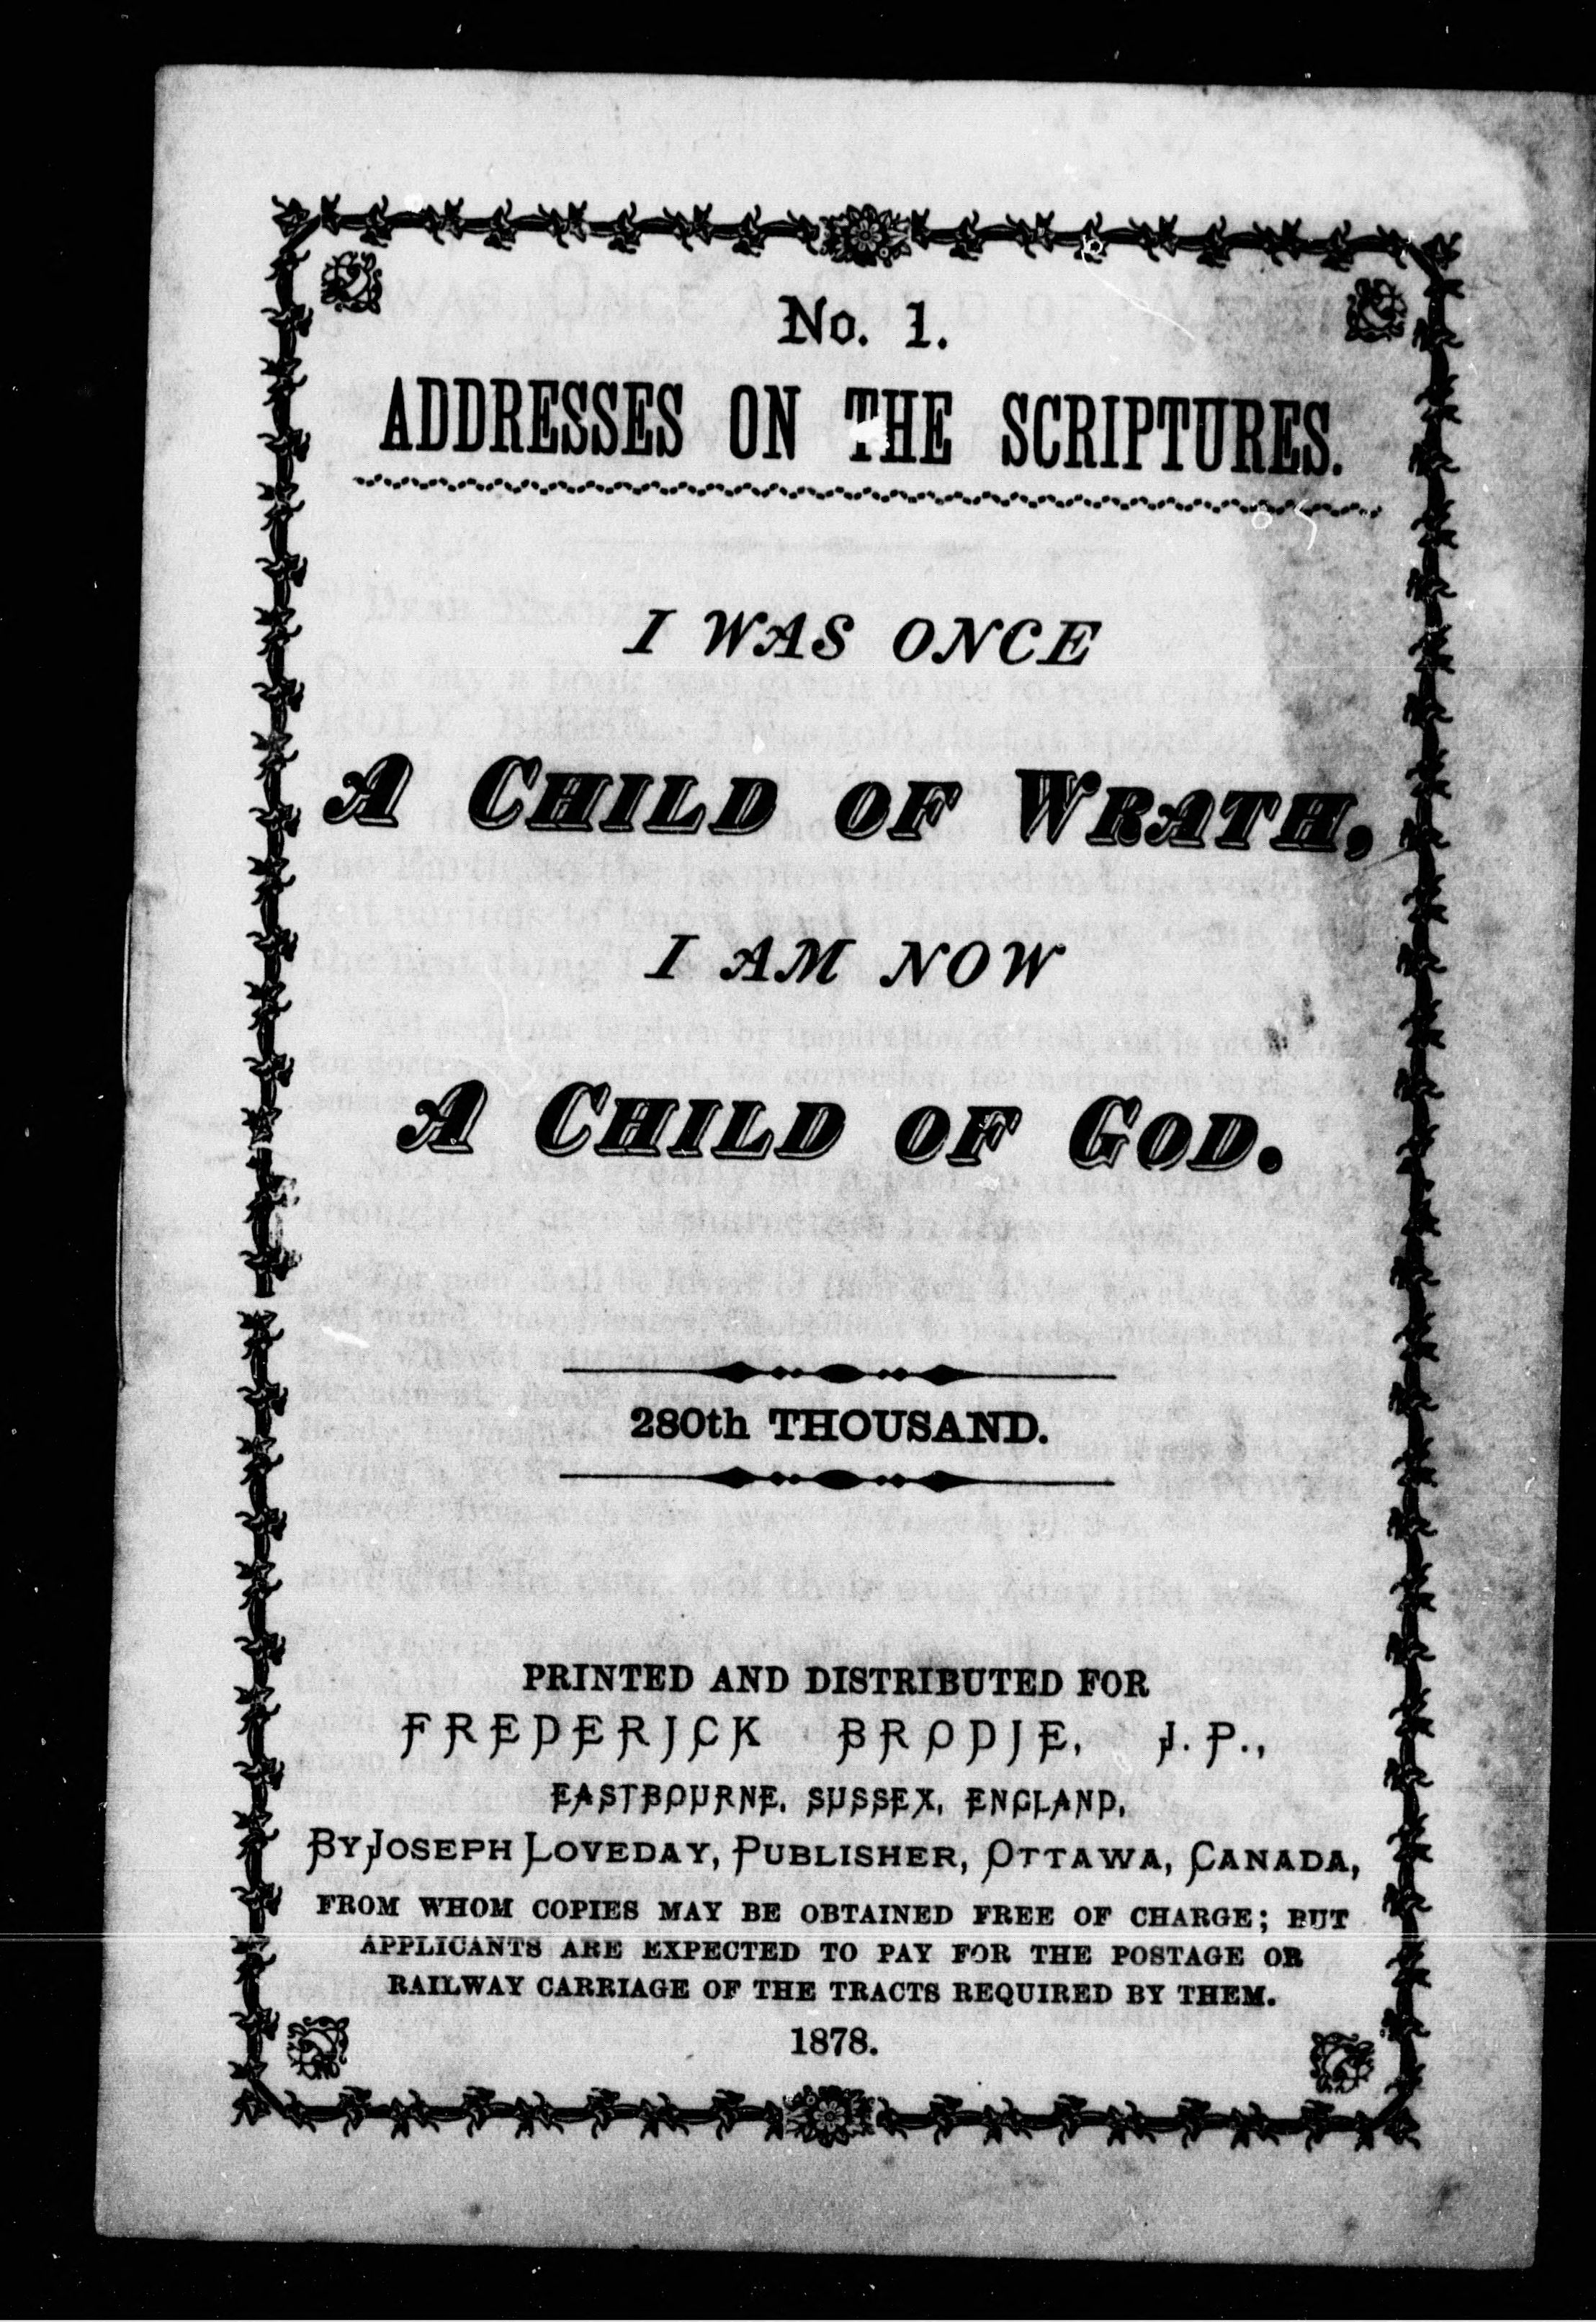 No. 1.
ADDRESSES ON THE SCRIPTURES.
I WAS ONCE
A CHILD OF WRATH,
I AM NOW
A CHILD OF GOD.
280th THOUSAND.
PRINTED AND DISTRIBUTED FOR
FREDERICK BRODIE, J. P.,
EASTBOURNE, SUSSEX, ENGLAND,
BY JOSEPH LOVEDAY, PUBLISHER, OTTAWA, CANADA,
FROM WHOM COPIES MAY BE OBTAINED FREE OF CHARGE; BUT
APPLICANTS ARE EXPECTED TO PAY FOR THE POSTAGE OR
RAILWAY CARRIAGE OF THE TRACTS REQUIRED BY THEM.
1878.